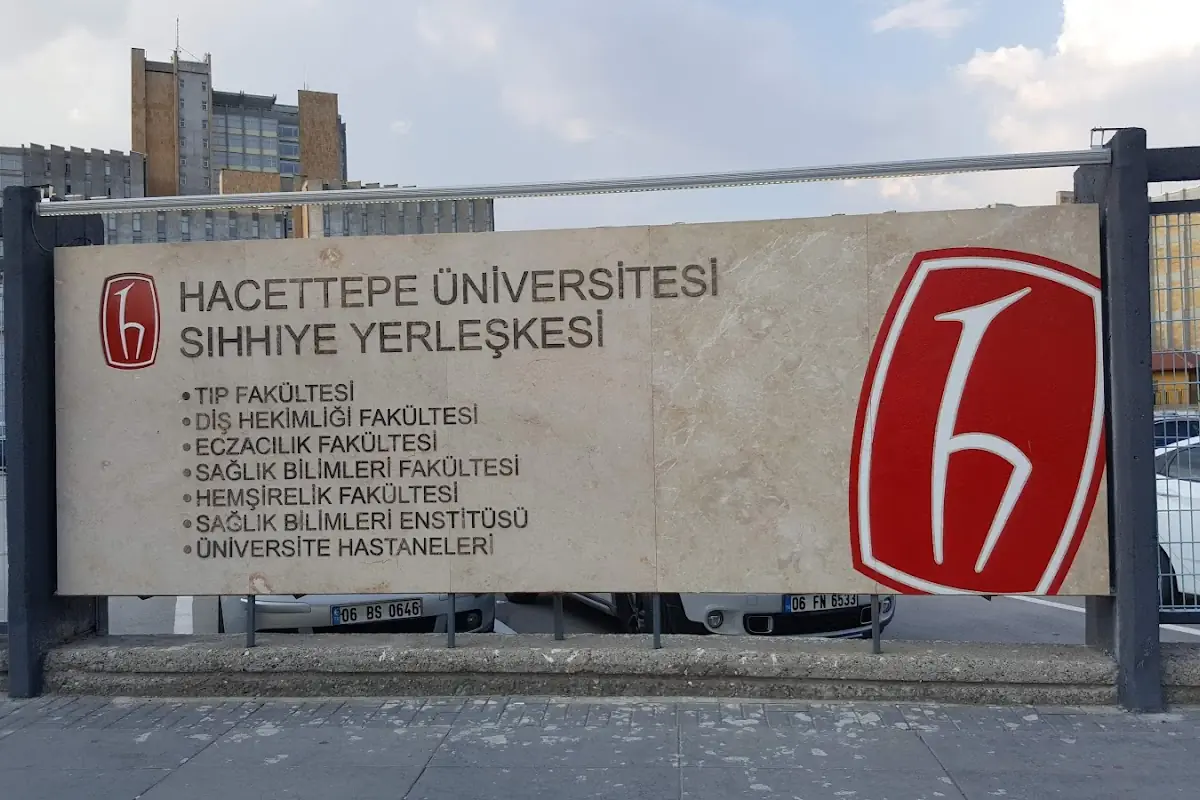 HACETTEPE ÜNİVERSİTESİ
SIHHIYE YERLEŞKESİ
• TIP FAKÜLTESİ
• DİŞ HEKİMLİĞİ FAKÜLTESİ
• ECZACILIK FAKÜLTESİ
• SAĞLIK BİLİMLERİ FAKÜLTESİ
• HEMŞİRELİK FAKÜLTESİ
• SAĞLIK BİLİMLERİ ENSTİTÜSÜ
• ÜNİVERSİTE HASTANELERİ
06 BS 0646
06 FN 6533